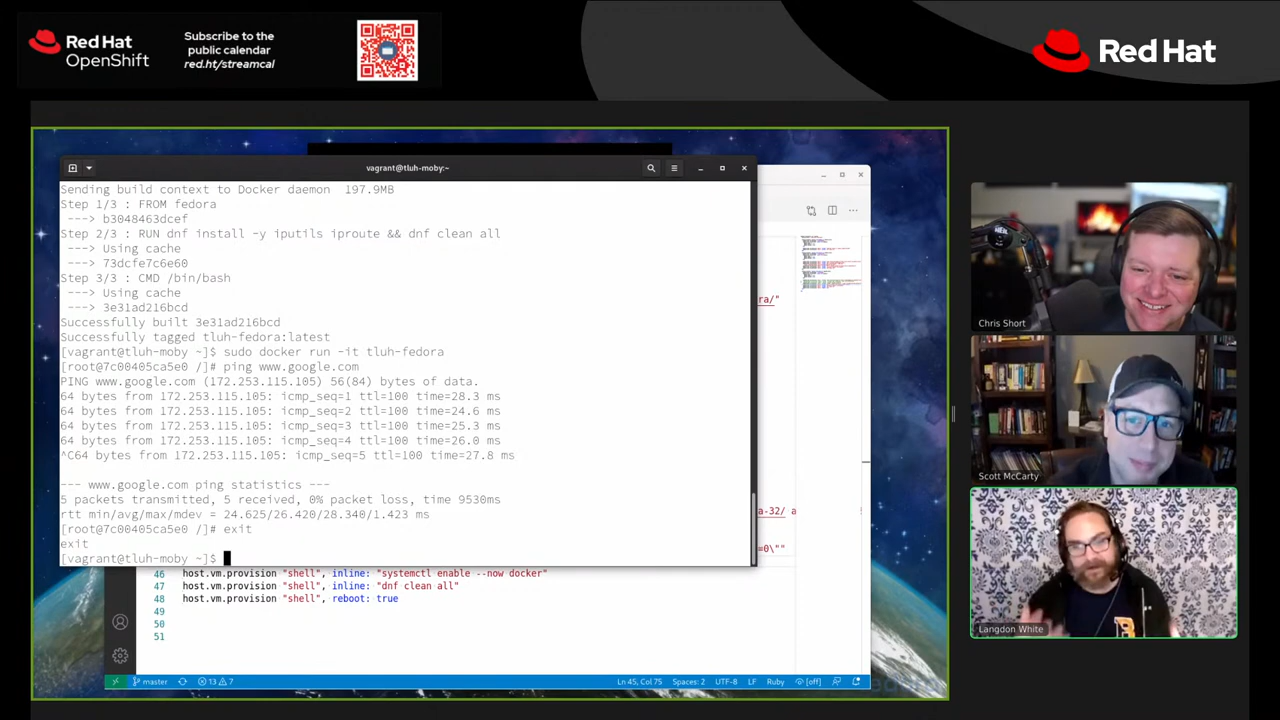 Red Hat
OpenShift
Subscribe to the
public calendar
red.ht/streamcal
Red Hat
vagrant@tluh-moby:~
Sending build context to Docker daemon  197.9MB
Step 1/3 : FROM fedora
---> b3048463dcef
Step 2/3 : RUN dnf install -y iputils iproute && dnf clean all
---> Using cache
---> 73dcfe7c6e60
Step 3/3 : CMD /bin/bash
---> Using cache
---> 3e31ad216bcd
Successfully built 3e31ad216bcd
Successfully tagged tluh-fedora:latest
[vagrant@tluh-moby ~]$ sudo docker run -it tluh-fedora
[root@7c00405ca5e0 /]# ping www.google.com
PING www.google.com (172.253.115.105) 56(84) bytes of data.
64 bytes from 172.253.115.105: icmp_seq=1 ttl=100 time=28.3 ms
64 bytes from 172.253.115.105: icmp_seq=2 ttl=100 time=24.6 ms
64 bytes from 172.253.115.105: icmp_seq=3 ttl=100 time=25.3 ms
64 bytes from 172.253.115.105: icmp_seq=4 ttl=100 time=26.0 ms
^C64 bytes from 172.253.115.105: icmp_seq=5 ttl=100 time=27.8 ms
--- www.google.com ping statistics ---
5 packets transmitted, 5 received, 0% packet loss, time 9530ms
rtt min/avg/max/mdev = 24.625/26.420/28.340/1.423 ms
[root@7c00405ca5e0 /]# exit
exit
[vagrant@tluh-moby ~]$
ra/"
a-32/ a
=0\""
46 host.vm.provision "shell", inline: "systemctl enable --now docker"
47 host.vm.provision "shell", inline: "dnf clean all"
48 host.vm.provision "shell", reboot: true
49
50
51
master 13 7 Ln 45, Col 75 Spaces: 2 UTF-8 LF Ruby [off]
Chris Short
Scott McCarty
Langdon White